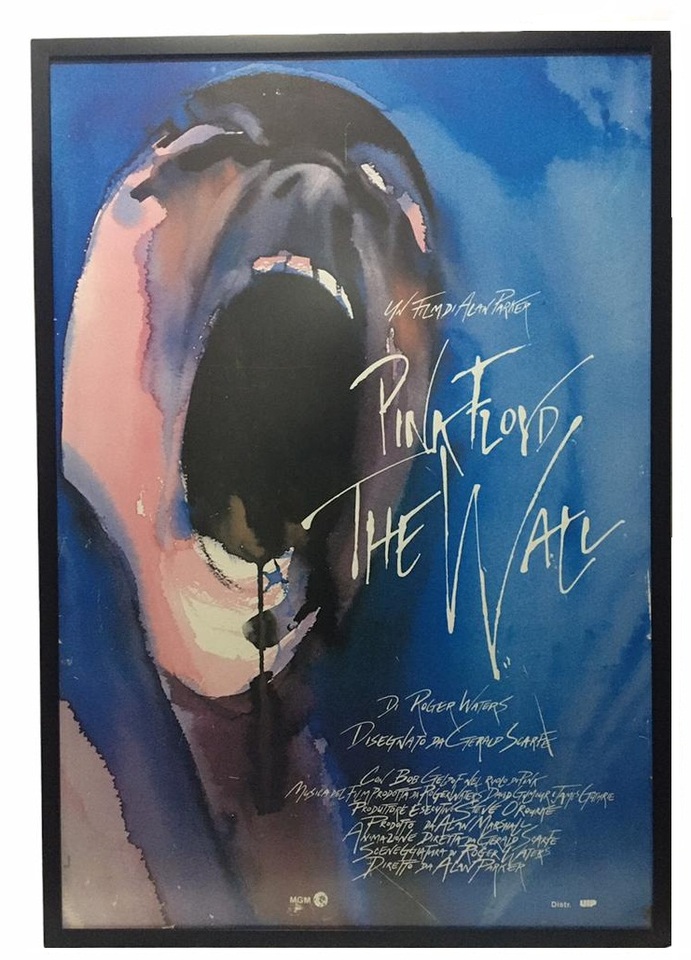 UN FILM DI ALAN PARKER
PINK FLOYD
THE WALL
DI ROGER WATERS
DISEGNATO DA GERALD SCARFE
CON BOB GELDOF NEL RUOLO DI PINK
MUSICA DEL FILM PRODOTTA DA ROGER WATERS DAVID GILMOUR E JAMES GUTHRIE
PRODUTTORE ESECUTIVO STEVE O'ROURKE
PRODOTTO DA ALAN MARSHALL
ANIMAZIONE DIRETTA DA GERALD SCARFE
SCENEGGIATURA DI ROGER WATERS
DIRETTO DA ALAN PARKER
MGM
Distr. UIP